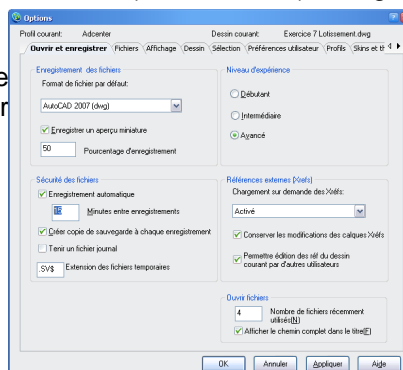 Options
Profil courant: Adcenter Dessin courant: Exercice 7 Lotissement.dwg
Ouvrir et enregistrer Fichiers Affichage Dessin Sélection Préférences utilisateur Profils Skins et th
Enregistrement des fichiers
Format de fichier par défaut:
AutoCAD 2007 (dwg)
Enregistrer un aperçu miniature
50 Pourcentage d'enregistrement
Niveau d'expérience
Débutant
Intermédiaire
Avancé
Sécurité des fichiers
Enregistrement automatique
15 Minutes entre enregistrements
Créer copie de sauvegarde à chaque enregistrement
Tenir un fichier journal
.SV$ Extension des fichiers temporaires
Références externes (Xrefs)
Chargement sur demande des Xréfs:
Activé
Conserver les modifications des calques Xréfs
Permettre édition des réf du dessin
courant par d'autres utilisateurs
Ouvrir fichiers
4 Nombre de fichiers récemment
utilisés(N)
Afficher le chemin complet dans le titre(F)
OK Annuler Appliquer Aide